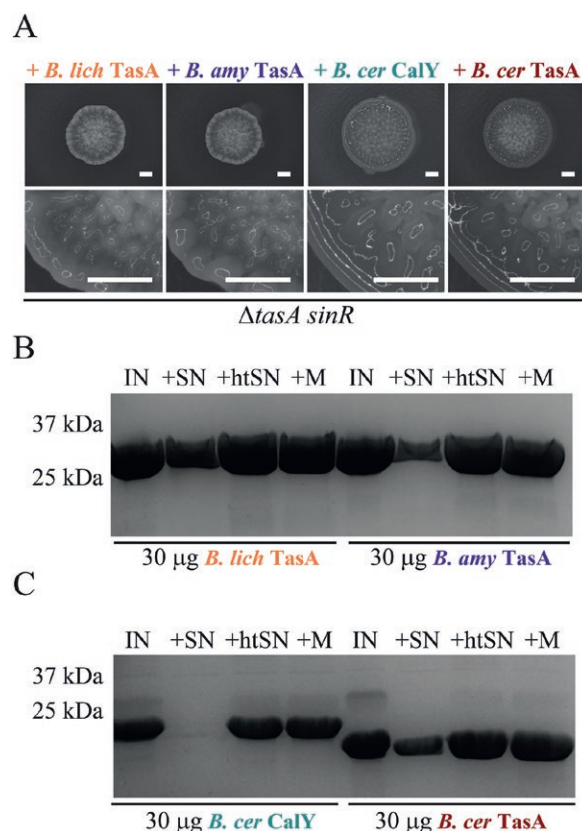 A
+ B. lich TasA + B. amy TasA + B. cer CalY + B. cer TasA
ΔtasA sinR
B
IN +SN +htSN +M IN +SN +htSN +M
37 kDa
25 kDa
30 μg B. lich TasA 30 μg B. amy TasA
C
IN +SN +htSN +M IN +SN +htSN +M
37 kDa
25 kDa
30 μg B. cer CalY 30 μg B. cer TasA